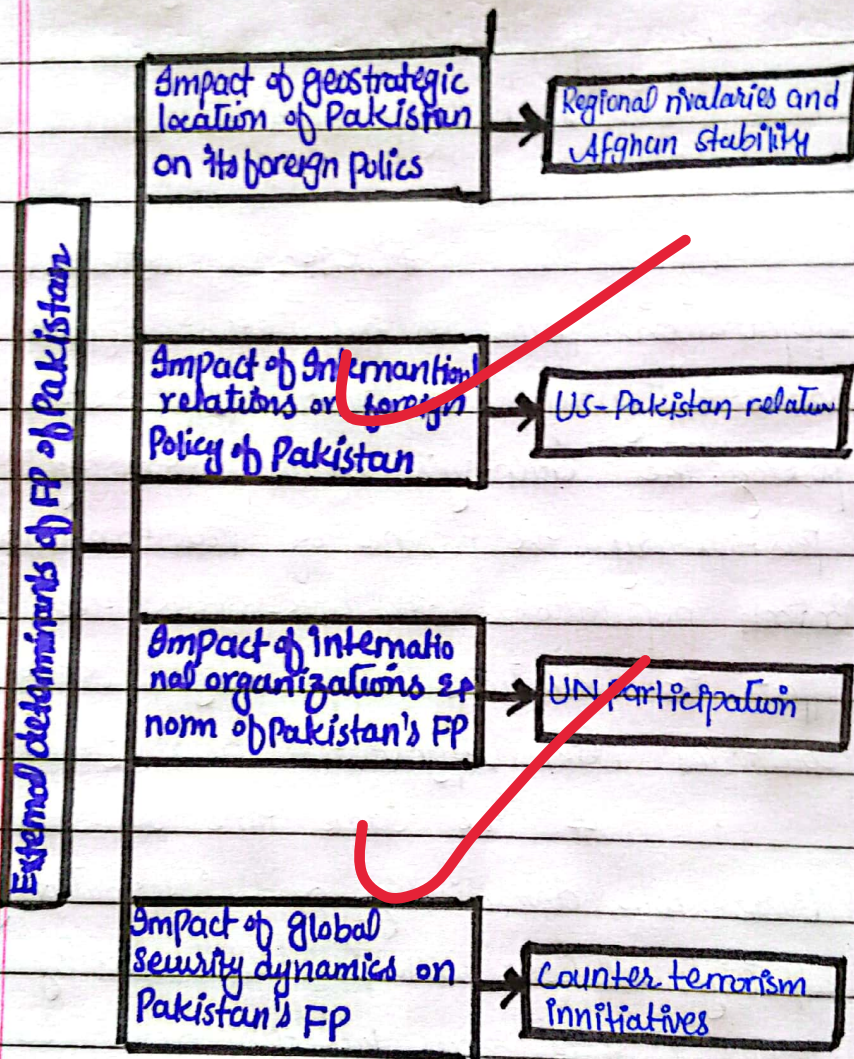 External determinants of FP of Pakistan
Impact of geostrategic
location of Pakistan
on its foreign polics
Regional rivalaries and
Afghan stability
Impact of Internantional
relations on foreign
Policy of Pakistan
US-Pakistan relation
Impact of internatio
nal organizations &
norm of Pakistan's FP
UN Participation
Impact of global
security dynamics on
Pakistan's FP
Counter terrorism
innitiatives